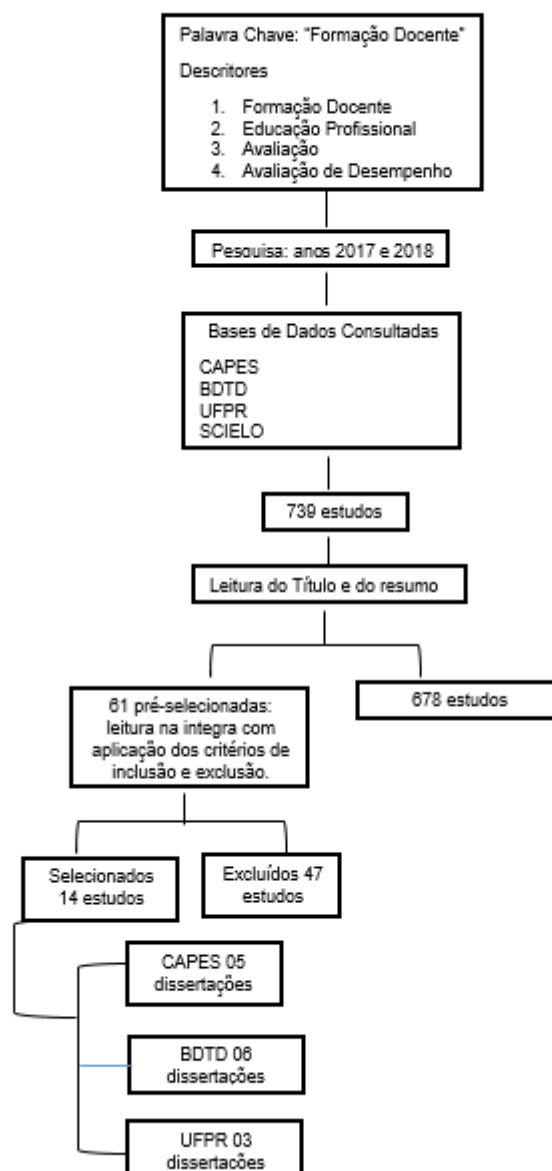 Palavra Chave: "Formação Docente"
Descritores
1. Formação Docente
2. Educação Profissional
3. Avaliação
4. Avaliação de Desempenho
Pesquisa: anos 2017 e 2018
Bases de Dados Consultadas
CAPES
BDTD
UFPR
SCIELO
739 estudos
Leitura do Título e do resumo
61 pré-selecionadas:
leitura na integra com
aplicação dos critérios de
inclusão e exclusão.
678 estudos
Selecionados
14 estudos
Excluídos 47
estudos
CAPES 05
dissertações
BDTD 06
dissertações
UFPR 03
dissertações